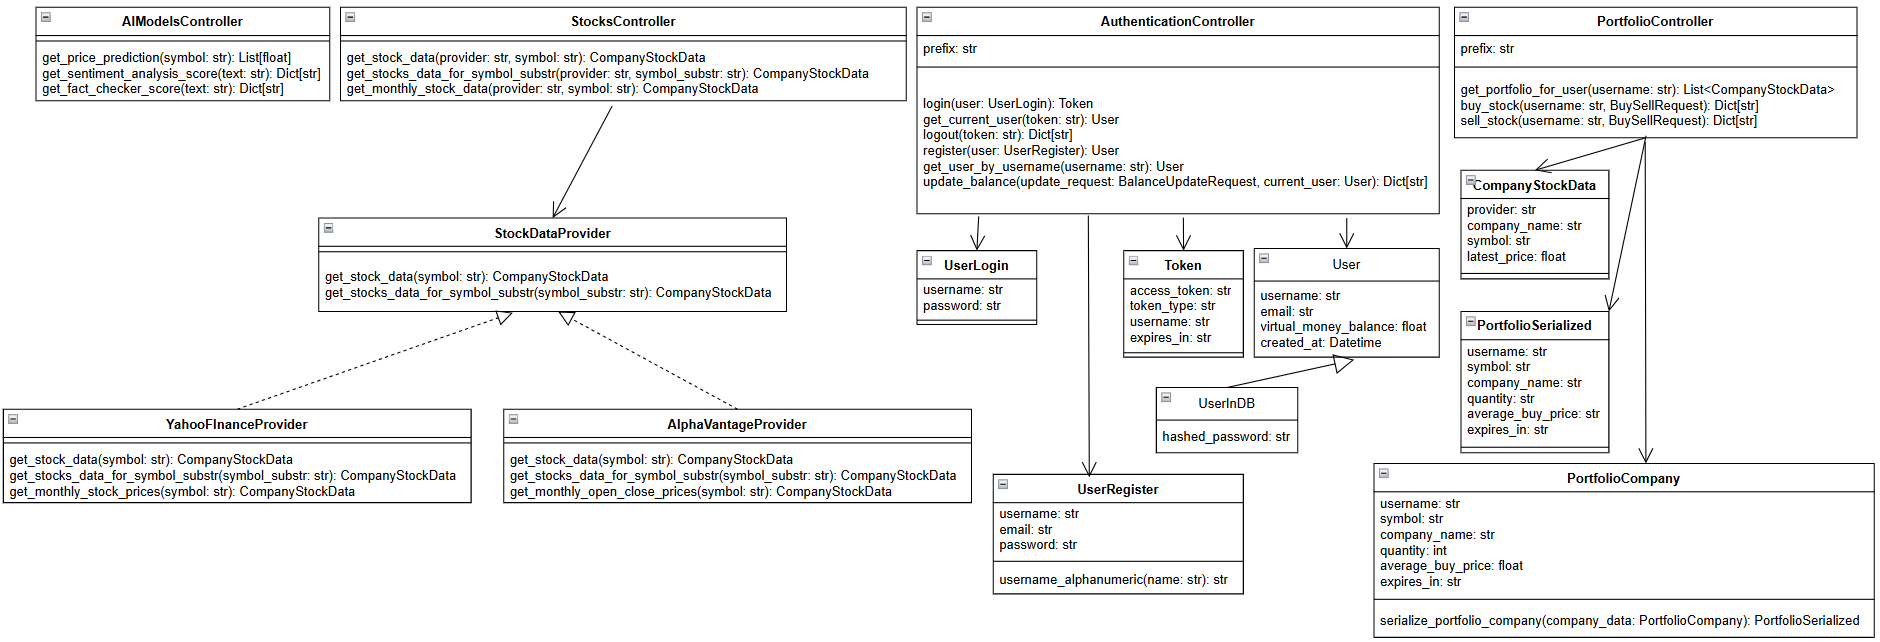 AIModelsController
get_price_prediction(symbol: str): List[float]
get_sentiment_analysis_score(text: str): Dict[str]
get_fact_checker_score(text: str): Dict[str]
StocksController
get_stock_data(provider: str, symbol: str): CompanyStockData
get_stocks_data_for_symbol_substr(provider: str, symbol_substr: str): CompanyStockData
get_monthly_stock_data(provider: str, symbol: str): CompanyStockData
AuthenticationController
prefix: str
login(user: UserLogin): Token
get_current_user(token: str): User
logout(token: str): Dict[str]
register(user: UserRegister): User
get_user_by_username(username: str): User
update_balance(update_request: BalanceUpdateRequest, current_user: User): Dict[str]
PortfolioController
prefix: str
get_portfolio_for_user(username: str): List<CompanyStockData>
buy_stock(username: str, BuySellRequest): Dict[str]
sell_stock(username: str, BuySellRequest): Dict[str]
StockDataProvider
get_stock_data(symbol: str): CompanyStockData
get_stocks_data_for_symbol_substr(symbol_substr: str): CompanyStockData
UserLogin
username: str
password: str
Token
access_token: str
token_type: str
username: str
expires_in: str
User
username: str
email: str
virtual_money_balance: float
created_at: Datetime
CompanyStockData
provider: str
company_name: str
symbol: str
latest_price: float
PortfolioSerialized
username: str
symbol: str
company_name: str
quantity: str
average_buy_price: str
expires_in: str
YahooFInanceProvider
get_stock_data(symbol: str): CompanyStockData
get_stocks_data_for_symbol_substr(symbol_substr: str): CompanyStockData
get_monthly_stock_prices(symbol: str): CompanyStockData
AlphaVantageProvider
get_stock_data(symbol: str): CompanyStockData
get_stocks_data_for_symbol_substr(symbol_substr: str): CompanyStockData
get_monthly_open_close_prices(symbol: str): CompanyStockData
UserInDB
hashed_password: str
UserRegister
username: str
email: str
password: str
username_alphanumeric(name: str): str
PortfolioCompany
username: str
symbol: str
company_name: str
quantity: int
average_buy_price: float
expires_in: str
serialize_portfolio_company(company_data: PortfolioCompany): PortfolioSerialized